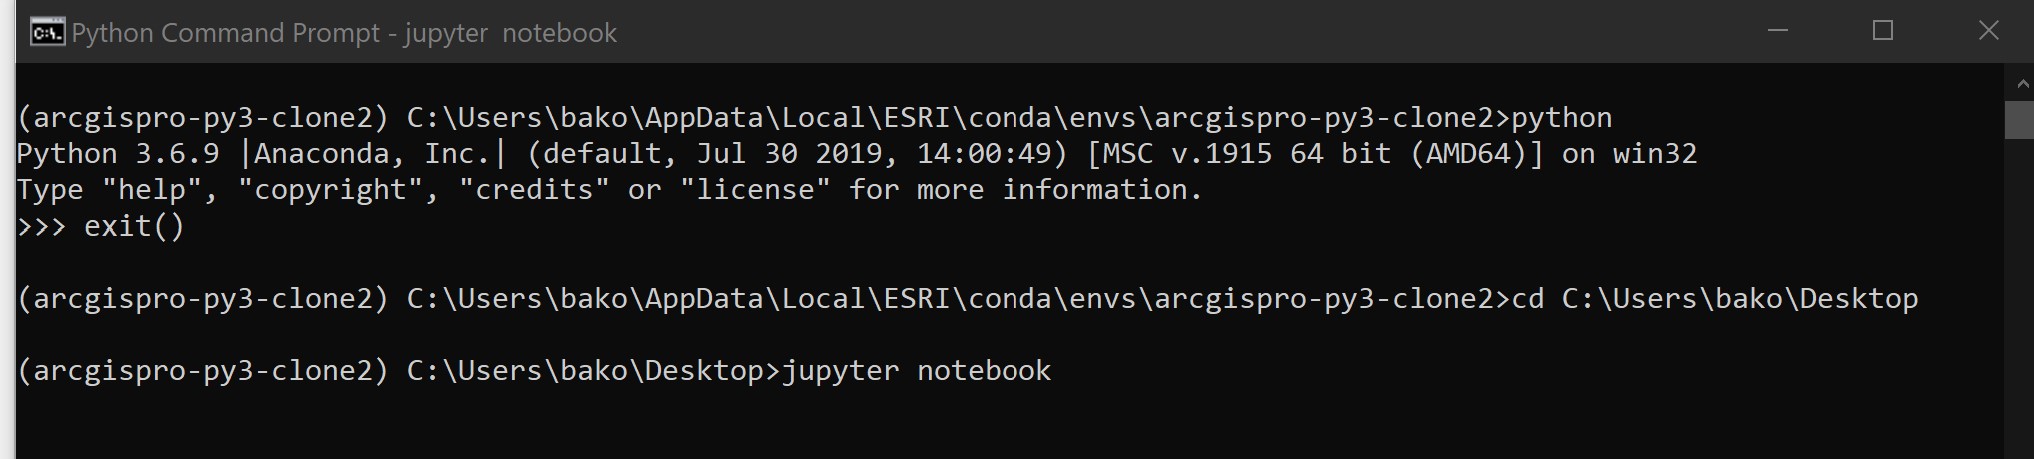 Python Command Prompt - jupyter  notebook
(arcgispro-py3-clone2) C:\Users\bako\AppData\Local\ESRI\conda\envs\arcgispro-py3-clone2>python
Python 3.6.9 |Anaconda, Inc.| (default, Jul 30 2019, 14:00:49) [MSC v.1915 64 bit (AMD64)] on win32
Type "help", "copyright", "credits" or "license" for more information.
>>> exit()
(arcgispro-py3-clone2) C:\Users\bako\AppData\Local\ESRI\conda\envs\arcgispro-py3-clone2>cd C:\Users\bako\Desktop
(arcgispro-py3-clone2) C:\Users\bako\Desktop>jupyter notebook